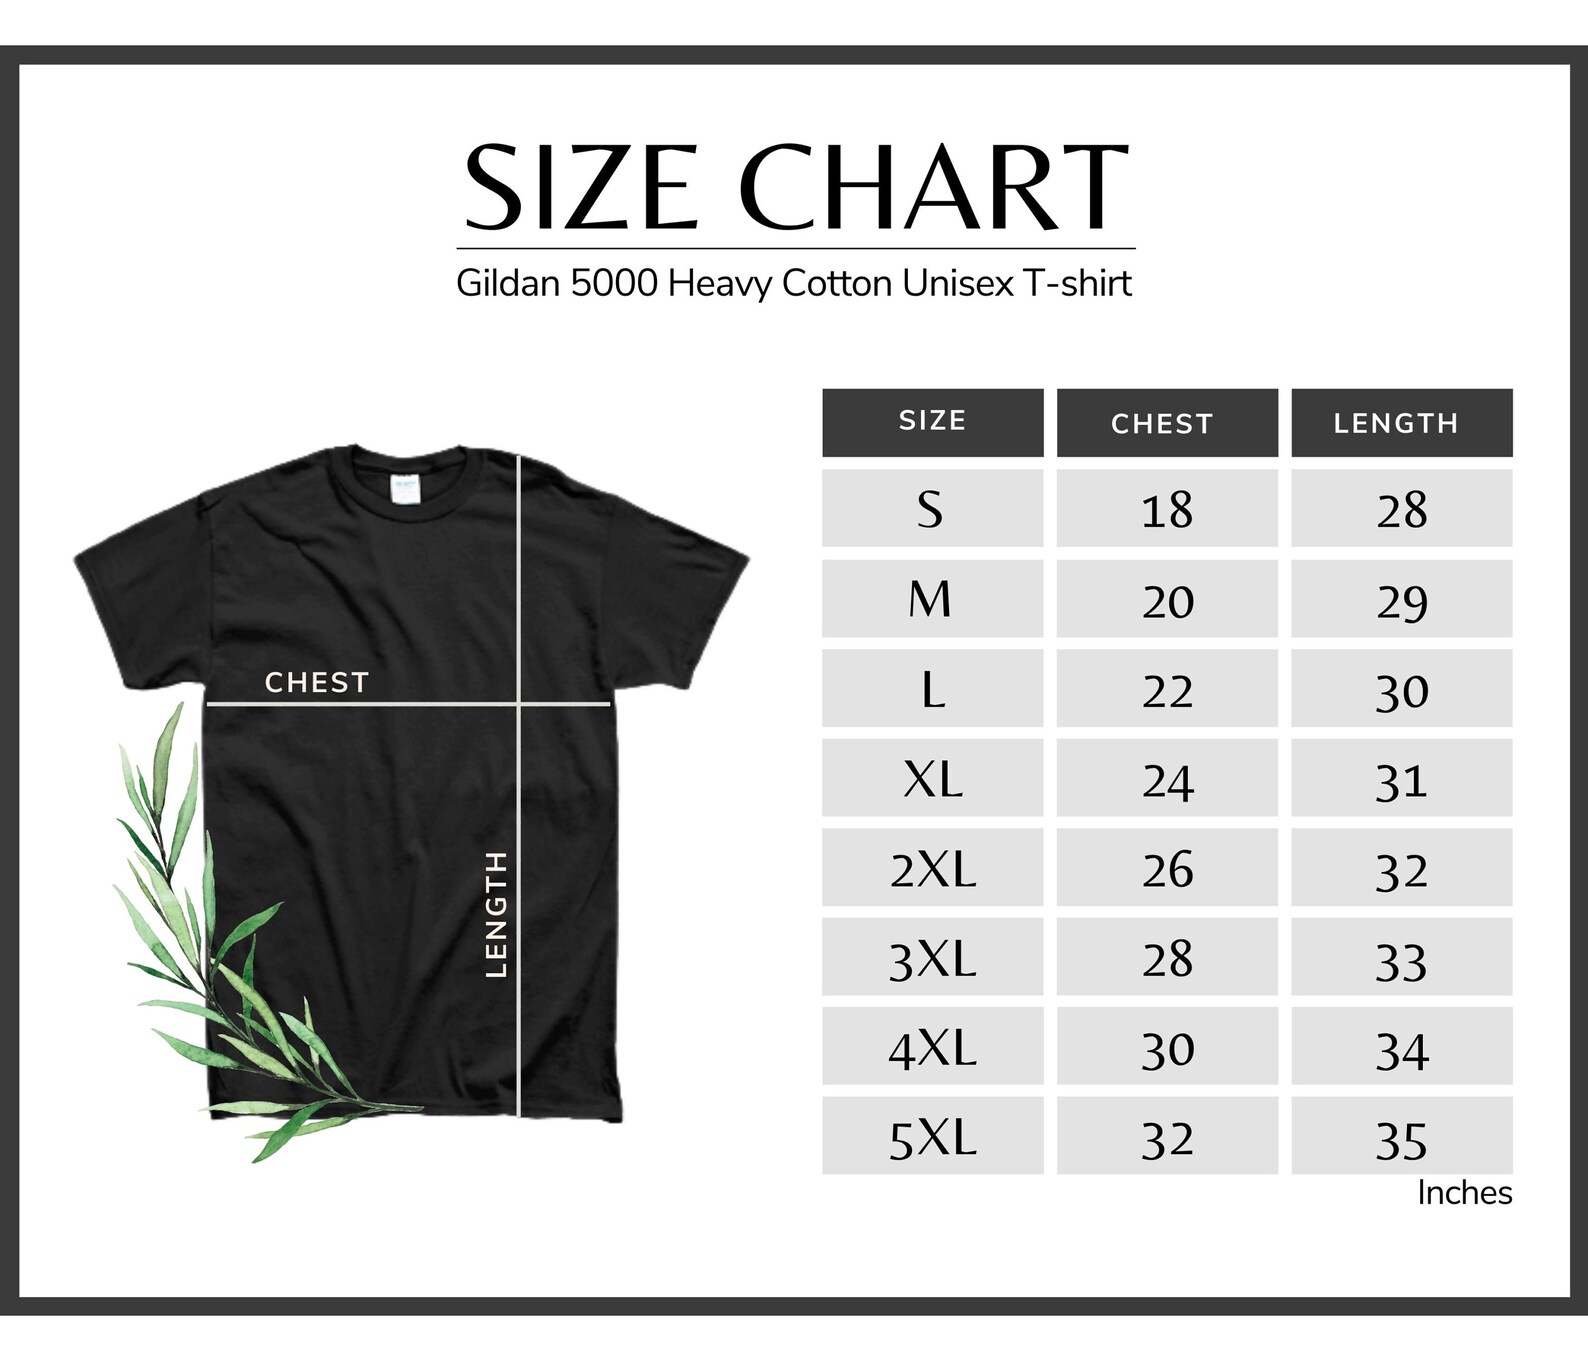 SIZE CHART
Gildan 5000 Heavy Cotton Unisex T-shirt
CHEST
LENGTH
SIZE CHEST LENGTH
S 18 28
M 20 29
L 22 30
XL 24 31
2XL 26 32
3XL 28 33
4XL 30 34
5XL 32 35
Inches